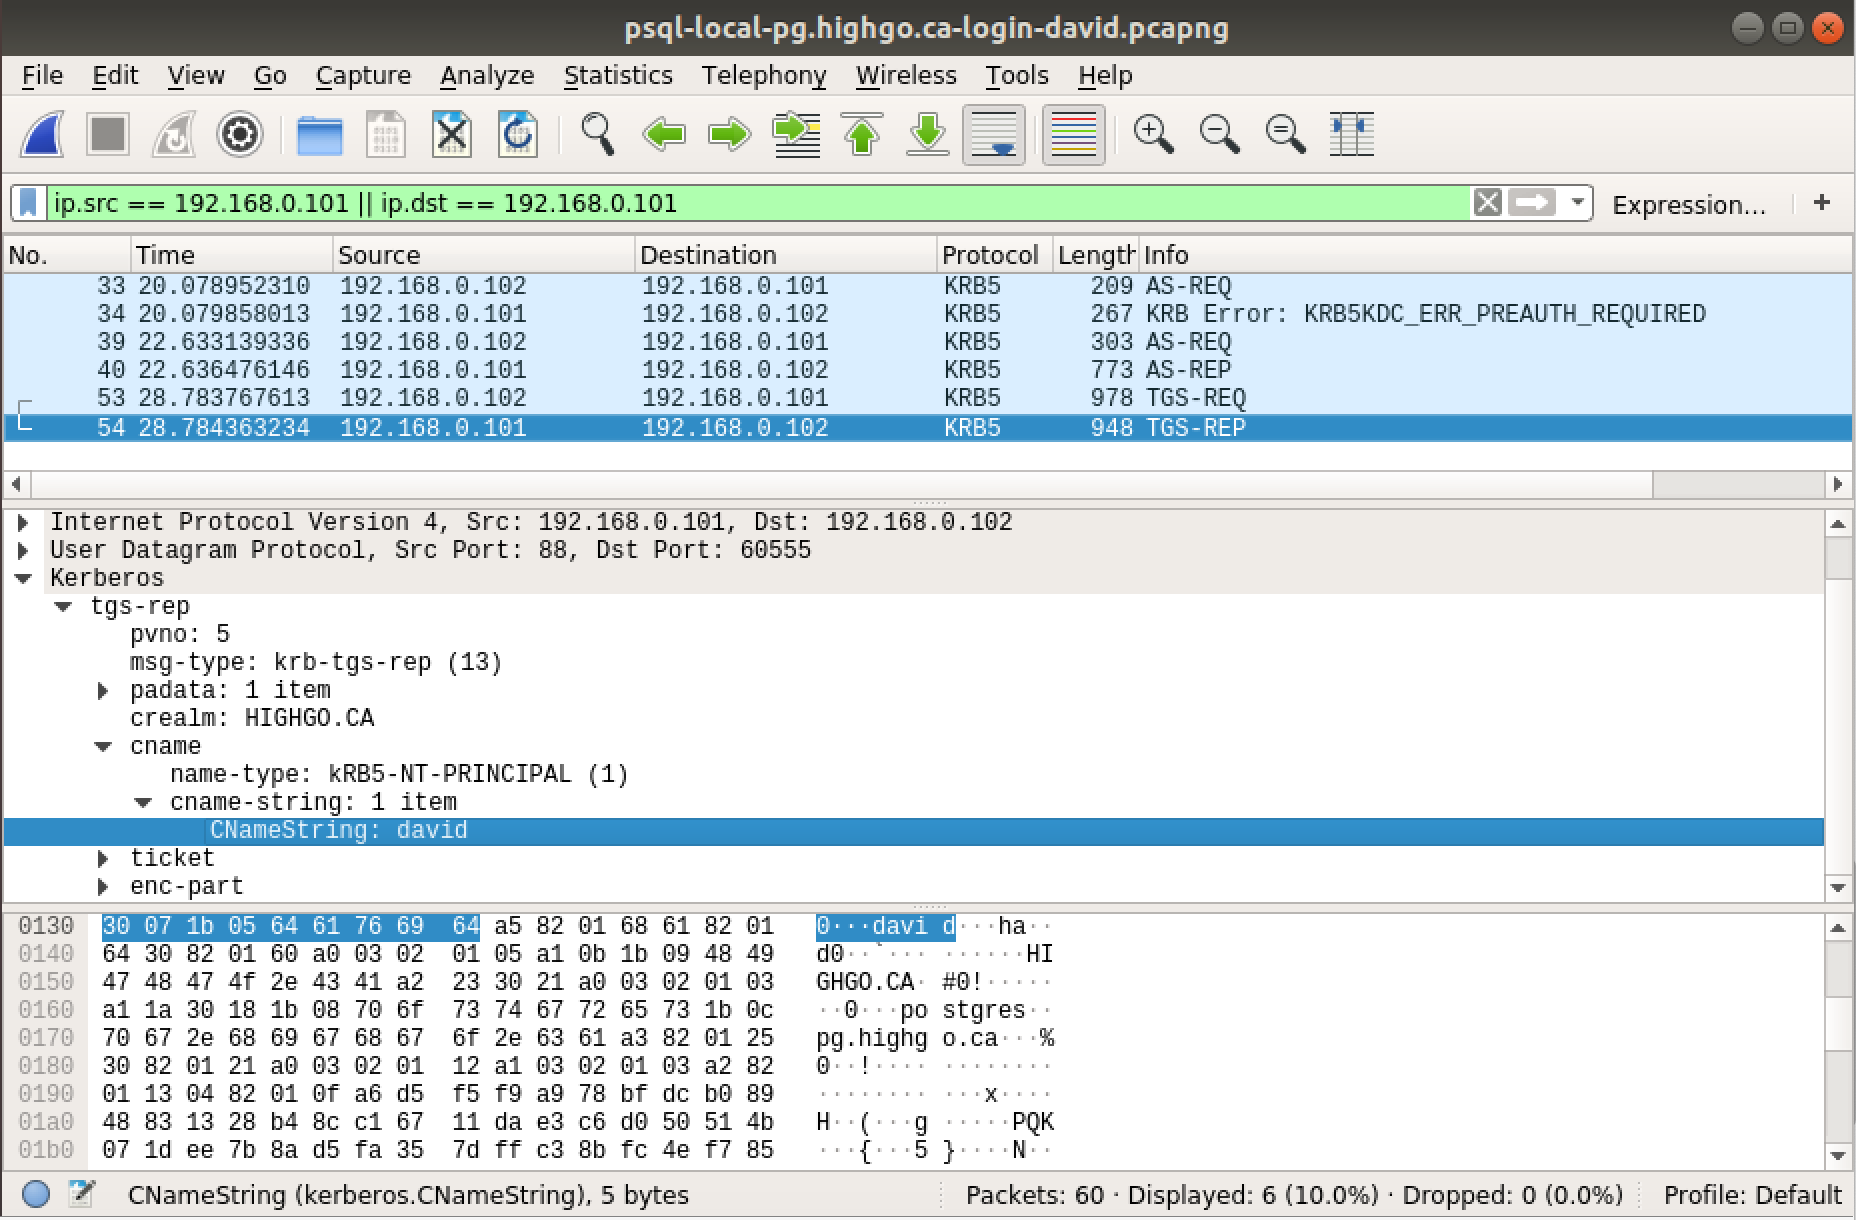 psql-local-pg.highgo.ca-login-david.pcapng
File Edit View Go Capture Analyze Statistics Telephony Wireless Tools Help
ip.src == 192.168.0.101 || ip.dst == 192.168.0.101 Expression... +
No. Time Source Destination Protocol Length Info
33 20.078952310 192.168.0.102 192.168.0.101 KRB5 209 AS-REQ
34 20.079858013 192.168.0.101 192.168.0.102 KRB5 267 KRB Error: KRB5KDC_ERR_PREAUTH_REQUIRED
39 22.633139336 192.168.0.102 192.168.0.101 KRB5 303 AS-REQ
40 22.636476146 192.168.0.101 192.168.0.102 KRB5 773 AS-REP
53 28.783767613 192.168.0.102 192.168.0.101 KRB5 978 TGS-REQ
54 28.784363234 192.168.0.101 192.168.0.102 KRB5 948 TGS-REP
Internet Protocol Version 4, Src: 192.168.0.101, Dst: 192.168.0.102
User Datagram Protocol, Src Port: 88, Dst Port: 60555
Kerberos
tgs-rep
pvno: 5
msg-type: krb-tgs-rep (13)
padata: 1 item
crealm: HIGHGO.CA
cname
name-type: kRB5-NT-PRINCIPAL (1)
cname-string: 1 item
CNameString: david
ticket
enc-part
0130 30 07 1b 05 64 61 76 69 64 a5 82 01 68 61 82 01 0···davi d···ha··
0140 64 30 82 01 60 a0 03 02 01 05 a1 0b 1b 09 48 49 d0··`··· ······HI
0150 47 48 47 4f 2e 43 41 a2 23 30 21 a0 03 02 01 03 GHGO.CA· #0!·····
0160 a1 1a 30 18 1b 08 70 6f 73 74 67 72 65 73 1b 0c ··0···po stgres··
0170 70 67 2e 68 69 67 68 67 6f 2e 63 61 a3 82 01 25 pg.highg o.ca···%
0180 30 82 01 21 a0 03 02 01 12 a1 03 02 01 03 a2 82 0··!···· ········
0190 01 13 04 82 01 0f a6 d5 f5 f9 a9 78 bf dc b0 89 ········ ···x····
01a0 48 83 13 28 b4 8c c1 67 11 da e3 c6 d0 50 51 4b H··(···g ·····PQK
01b0 07 1d ee 7b 8a d5 fa 35 7d ff c3 8b fc 4e f7 85 ···{···5 }····N··
CNameString (kerberos.CNameString), 5 bytes Packets: 60 · Displayed: 6 (10.0%) · Dropped: 0 (0.0%) Profile: Default